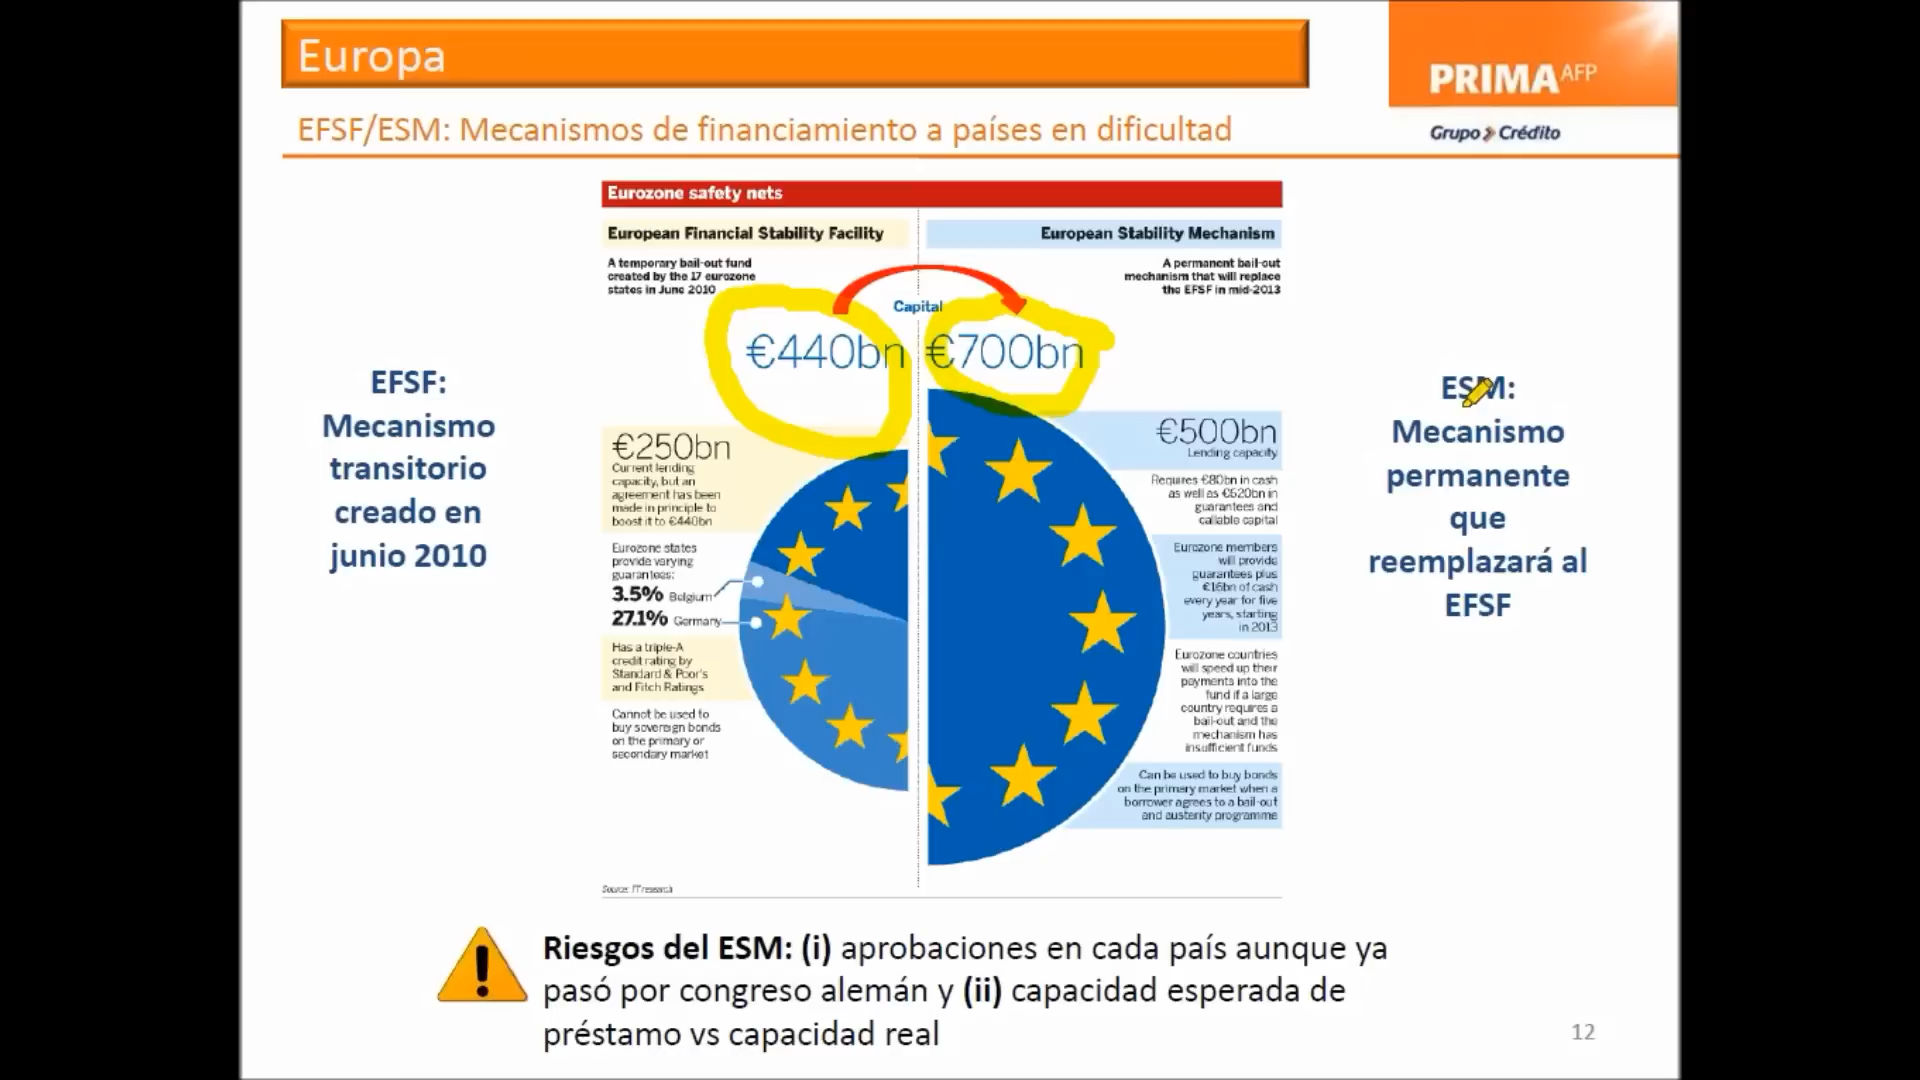 Europa
PRIMA AFP
Grupo Crédito
EFSF/ESM: Mecanismos de financiamiento a países en dificultad
Eurozone safety nets
European Financial Stability Facility
A temporary bail-out fund
created by the 17 eurozone
states in June 2010
European Stability Mechanism
A permanent bail-out
mechanism that will replace
the EFSF in mid-2013
Capital
€440bn
€700bn
EFSF:
Mecanismo
transitorio
creado en
junio 2010
€250bn
Current lending
capacity, but an
agreement has been
made in principle to
boost it to €440bn
Eurozone states
provide varying
guarantees:
3.5% Belgium
27.1% Germany
Has a triple-A
credit rating by
Standard & Poor's
and Fitch Ratings
Cannot be used to
buy sovereign bonds
on the primary or
secondary market
€500bn
Lending capacity
Requires €80bn in cash
as well as €620bn in
guarantees and
callable capital
Eurozone members
will provide
guarantees plus
€16bn of cash
every year for five
years, starting
in 2013
Eurozone countries
will speed up their
payments into the
fund if a large
country requires a
bail-out and the
mechanism has
insufficient funds
Can be used to buy bonds
on the primary market when a
borrower agrees to a bail-out
and austerity programme
ESM:
Mecanismo
permanente
que
reemplazará al
EFSF
Source: FT research
Riesgos del ESM: (i) aprobaciones en cada país aunque ya
pasó por congreso alemán y (ii) capacidad esperada de
préstamo vs capacidad real
12